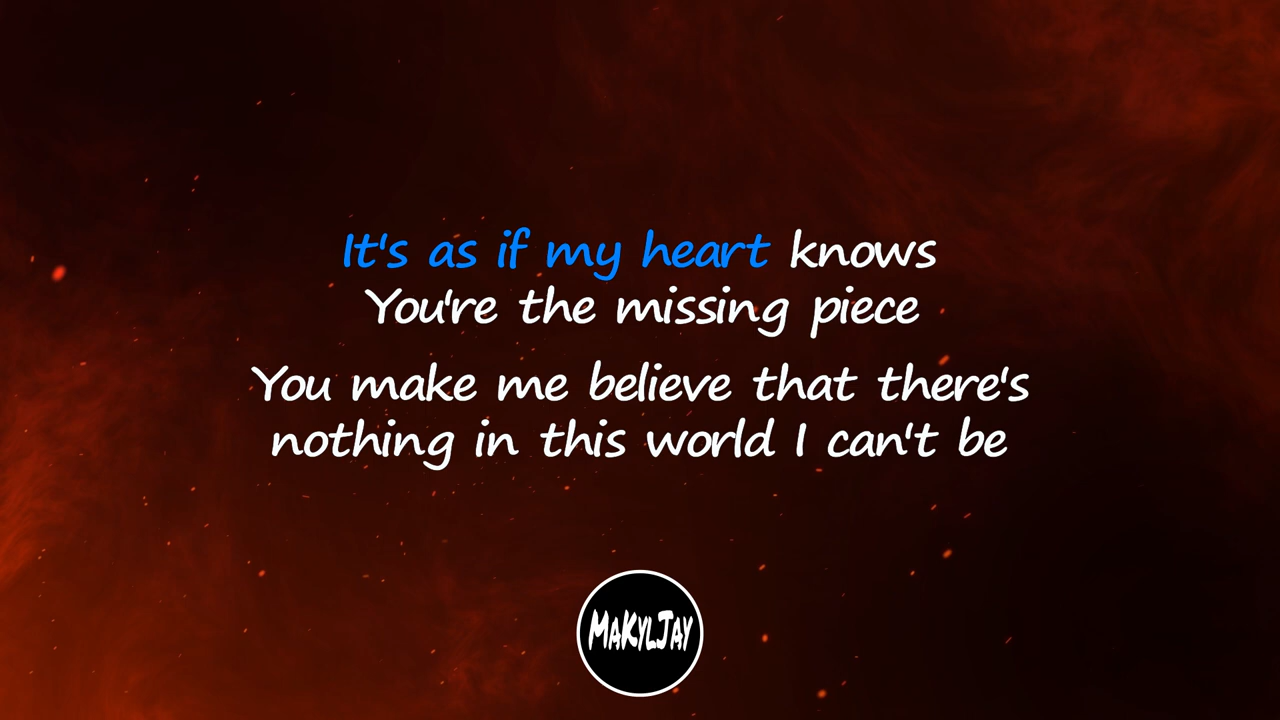 It's as if my heart knows
You're the missing piece
You make me believe that there's
nothing in this world I can't be
MAKYLJAY